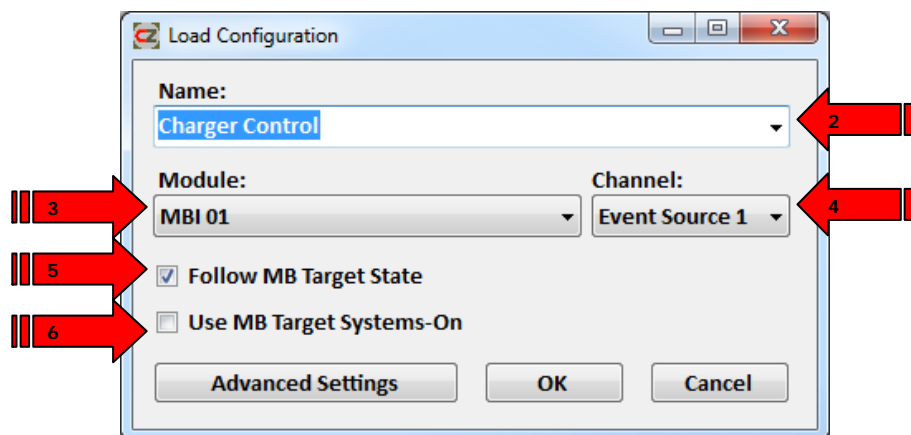 CZ Load Configuration
Name:
Charger Control
2
Module: Channel:
3 MBI 01 Event Source 1 4
5 Follow MB Target State
6 Use MB Target Systems-On
Advanced Settings OK Cancel